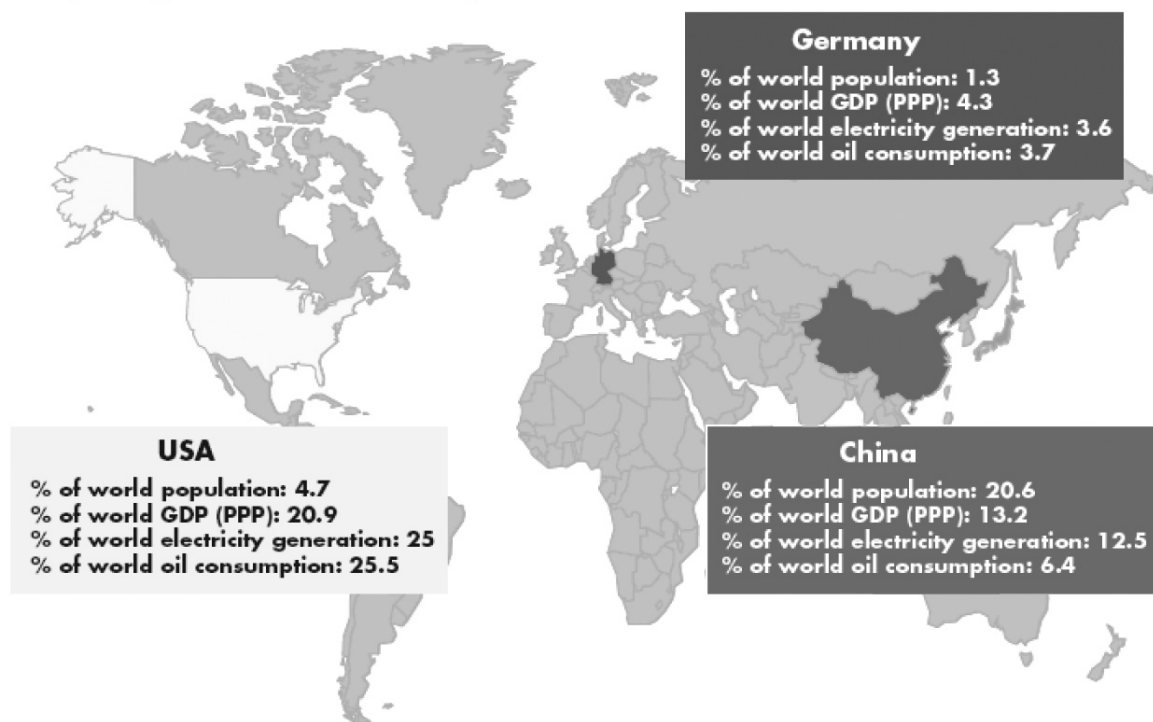 Germany
% of world population: 1.3
% of world GDP (PPP): 4.3
% of world electricity generation: 3.6
% of world oil consumption: 3.7
USA
% of world population: 4.7
% of world GDP (PPP): 20.9
% of world electricity generation: 25
% of world oil consumption: 25.5
China
% of world population: 20.6
% of world GDP (PPP): 13.2
% of world electricity generation: 12.5
% of world oil consumption: 6.4